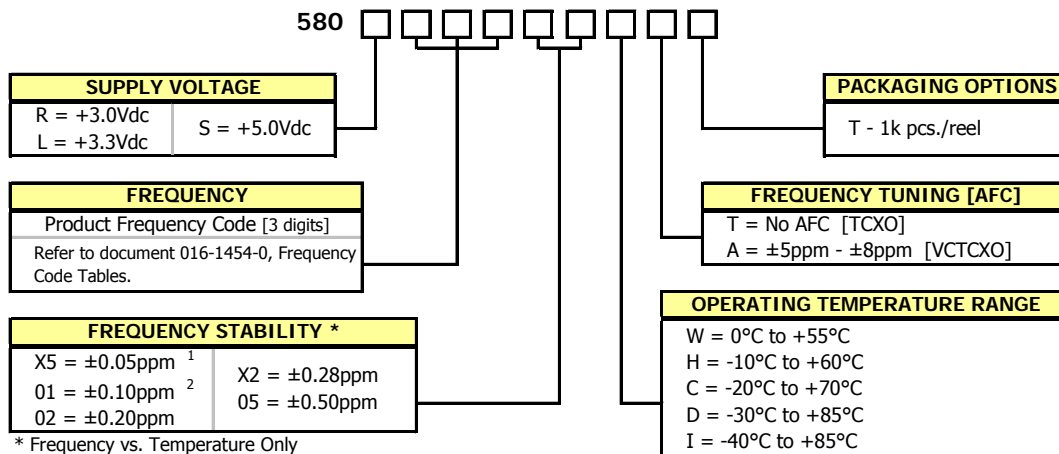 580
SUPPLY VOLTAGE
R = +3.0Vdc
L = +3.3Vdc
S = +5.0Vdc
PACKAGING OPTIONS
T - 1k pcs./reel
FREQUENCY
Product Frequency Code [3 digits]
Refer to document 016-1454-0, Frequency
Code Tables.
FREQUENCY TUNING [AFC]
T = No AFC [TCXO]
A = ±5ppm - ±8ppm [VCTCXO]
FREQUENCY STABILITY *
X5 = ±0.05ppm 1
01 = ±0.10ppm 2
02 = ±0.20ppm
X2 = ±0.28ppm
05 = ±0.50ppm
* Frequency vs. Temperature Only
OPERATING TEMPERATURE RANGE
W = 0°C to +55°C
H = -10°C to +60°C
C = -20°C to +70°C
D = -30°C to +85°C
I = -40°C to +85°C